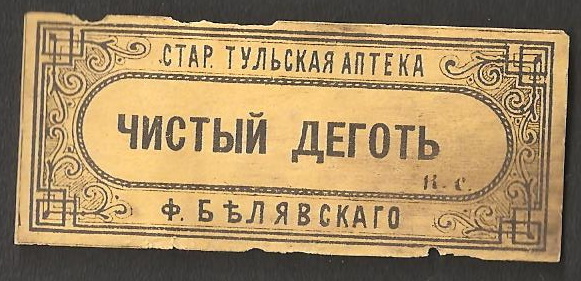 СТАР. ТУЛЬСКАЯ АПТЕКА
ЧИСТЫЙ ДЕГОТЬ
Н. С.
Ф. БѢЛЯВСКАГО